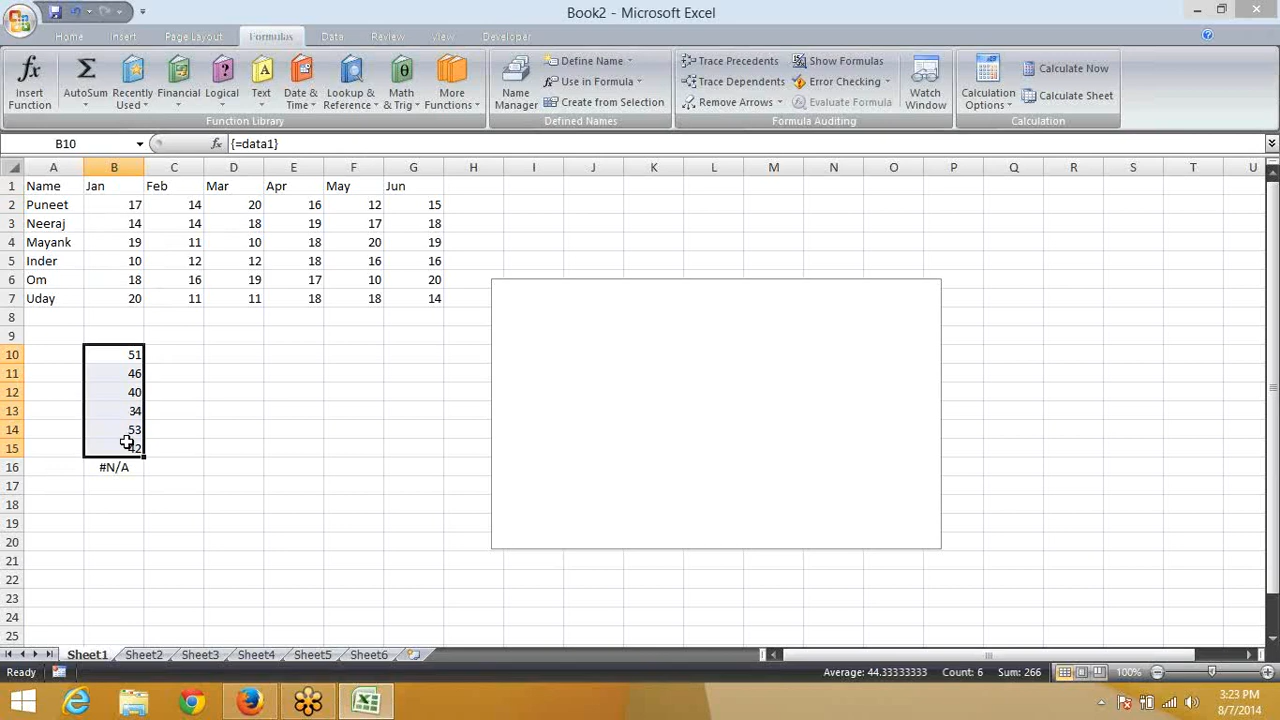 Book2 - Microsoft Excel
Home Insert Page Layout Formulas Data Review View Developer
Insert Function
AutoSum
Recently Used
Financial
Logical
Text
Date & Time
Lookup & Reference
Math & Trig
More Functions
Function Library
Name Manager
Define Name
Use in Formula
Create from Selection
Defined Names
Trace Precedents
Trace Dependents
Remove Arrows
Show Formulas
Error Checking
Evaluate Formula
Formula Auditing
Watch Window
Calculation Options
Calculate Now
Calculate Sheet
Calculation
B10 fx {=data1}
A B C D E F G H I J K L M N O P Q R S T U
1 Name Jan Feb Mar Apr May Jun
2 Puneet 17 14 20 16 12 15
3 Neeraj 14 14 18 19 17 18
4 Mayank 19 11 10 18 20 19
5 Inder 10 12 12 18 16 16
6 Om 18 16 19 17 10 20
7 Uday 20 11 11 18 18 14
8
9
10 51
11 46
12 40
13 34
14 53
15 42
16 #N/A
17
18
19
20
21
22
23
24
25
Sheet1 Sheet2 Sheet3 Sheet4 Sheet5 Sheet6
Ready Average: 44.33333333 Count: 6 Sum: 266 100%
3:23 PM
8/7/2014